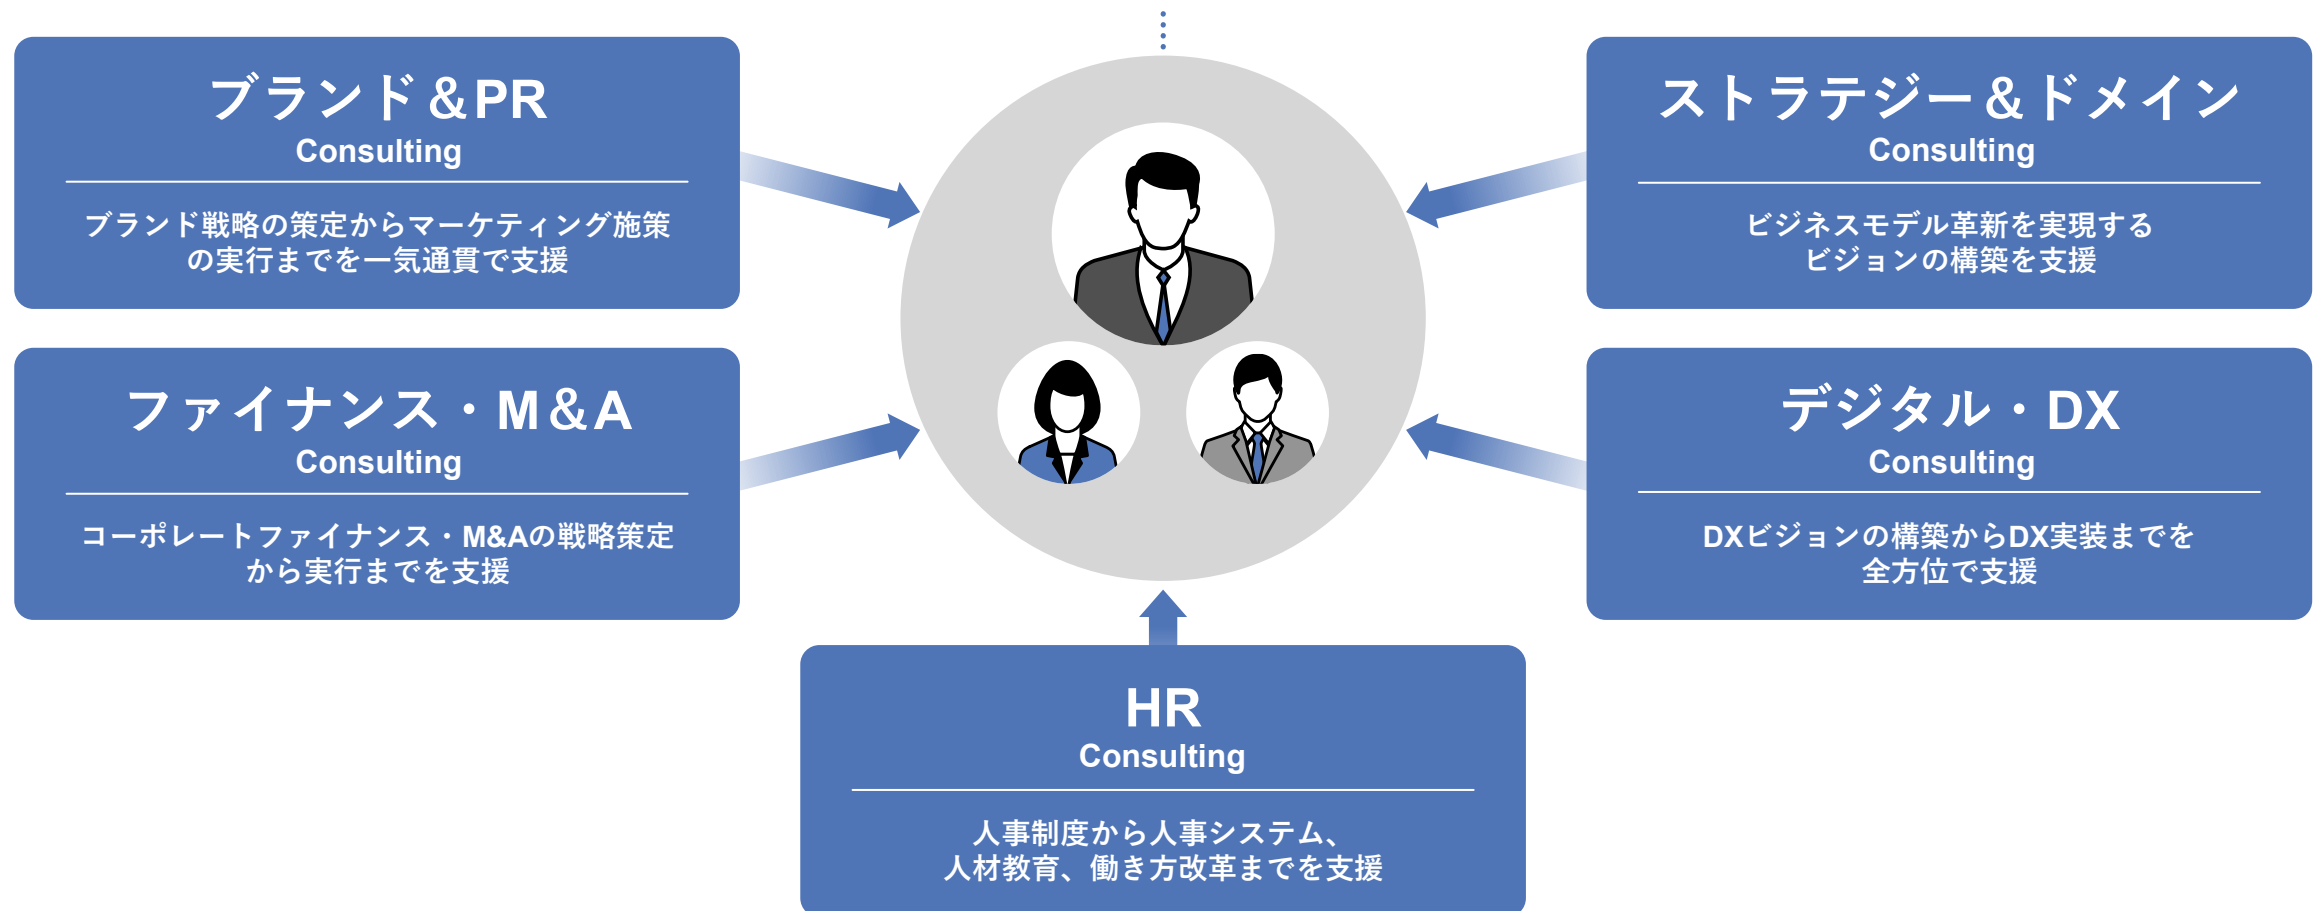 ブランド＆PR
Consulting
ブランド戦略の策定からマーケティング施策
の実行までを一気通貫で支援
ストラテジー＆ドメイン
Consulting
ビジネスモデル革新を実現する
ビジョンの構築を支援
ファイナンス・M＆A
Consulting
コーポレートファイナンス・M&Aの戦略策定
から実行までを支援
デジタル・DX
Consulting
DXビジョンの構築からDX実装までを
全方位で支援
HR
Consulting
人事制度から人事システム、
人材教育、働き方改革までを支援